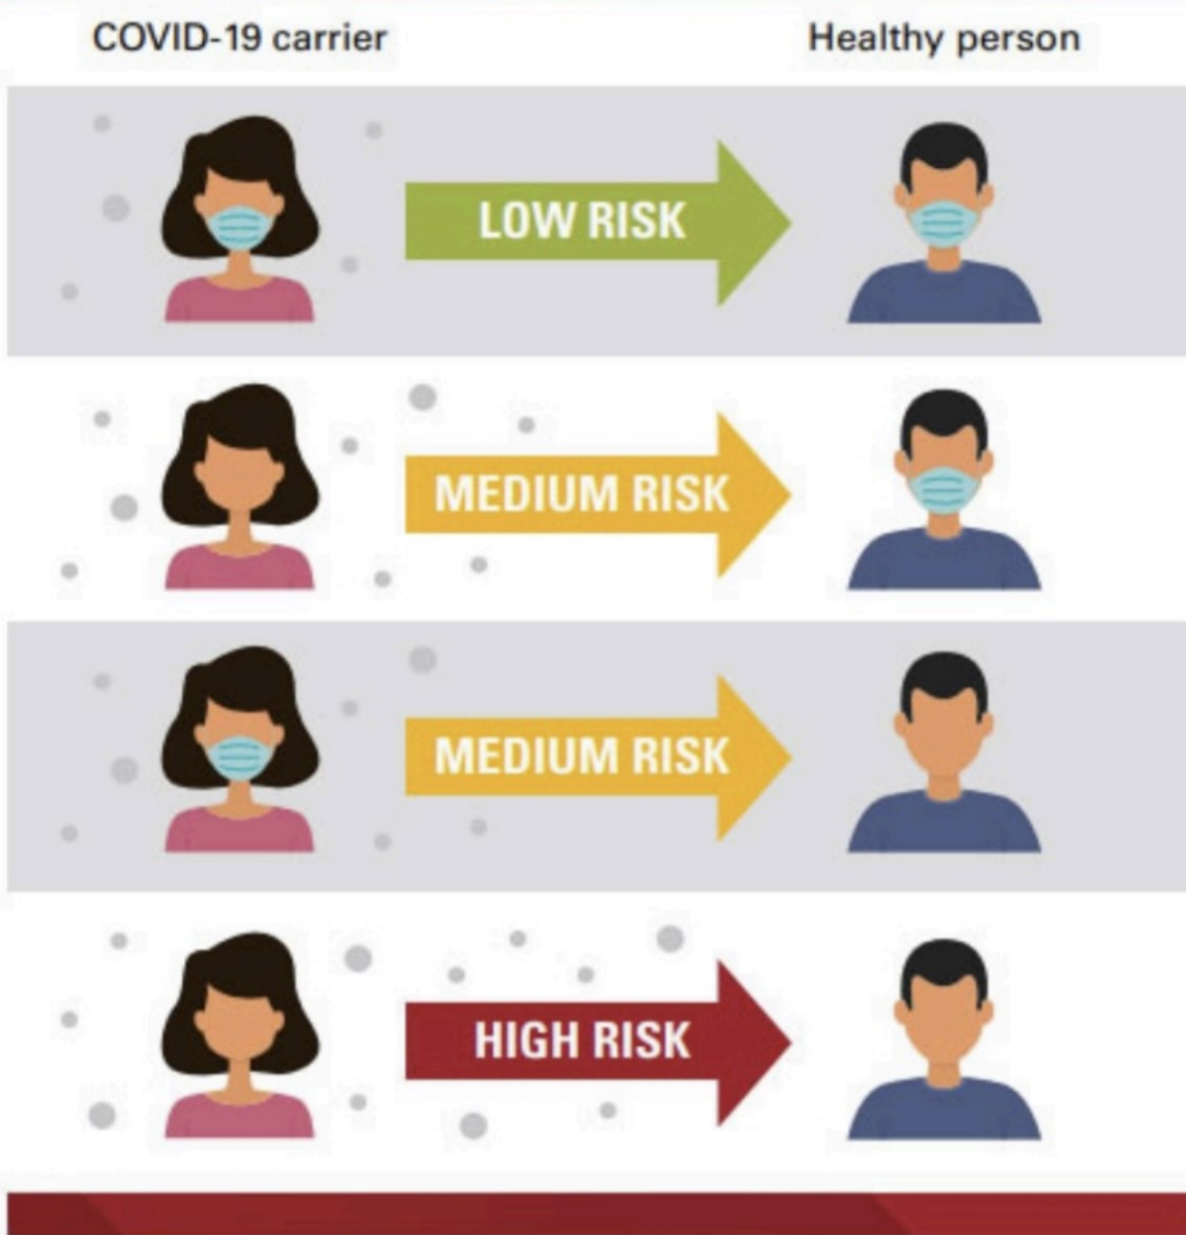 COVID-19 carrier
Healthy person
LOW RISK
MEDIUM RISK
MEDIUM RISK
HIGH RISK